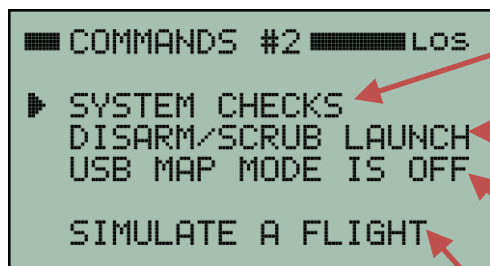 COMMANDS #2 LOS
SYSTEM CHECKS
DISARM/SCRUB LAUNCH
USB MAP MODE IS OFF
SIMULATE A FLIGHT